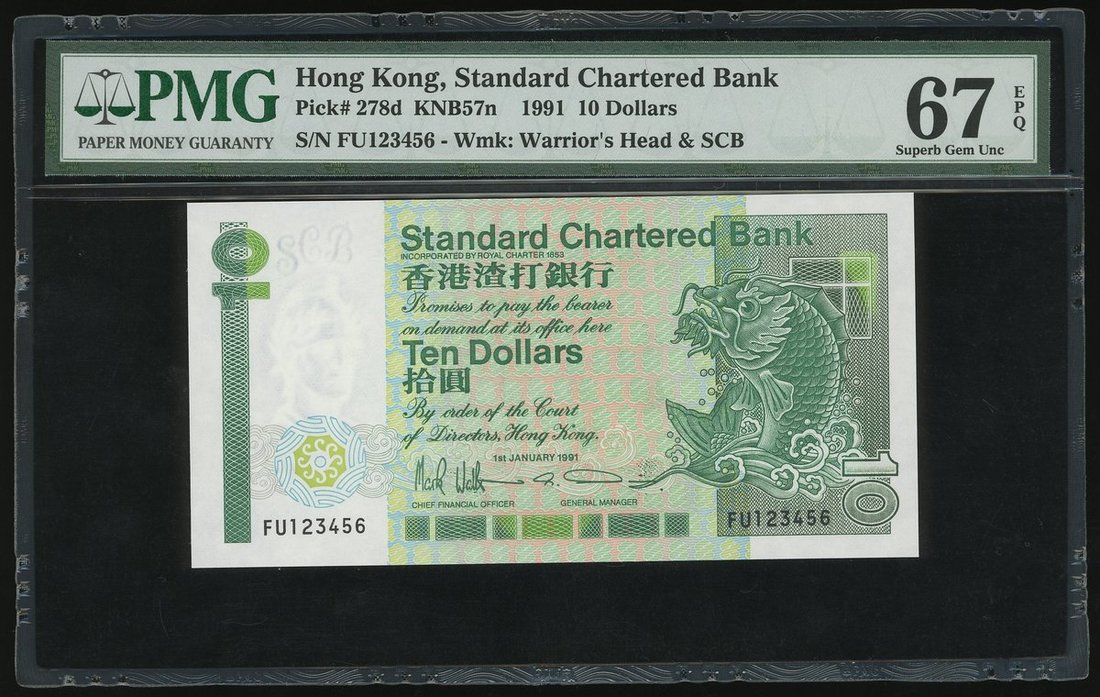 PMG
PAPER MONEY GUARANTY
Hong Kong, Standard Chartered Bank
Pick# 278d KNB57n 1991 10 Dollars
S/N FU123456 - Wmk: Warrior's Head & SCB
67
EPQ
Superb Gem Unc
10
SCB
Standard Chartered Bank
INCORPORATED BY ROYAL CHARTER 1853
香港渣打銀行
Promises to pay the bearer
on demand at its office here
Ten Dollars
拾圓
By order of the Court
of Directors, Hong Kong.
1st JANUARY 1991
CHIEF FINANCIAL OFFICER GENERAL MANAGER
FU123456
FU123456
10